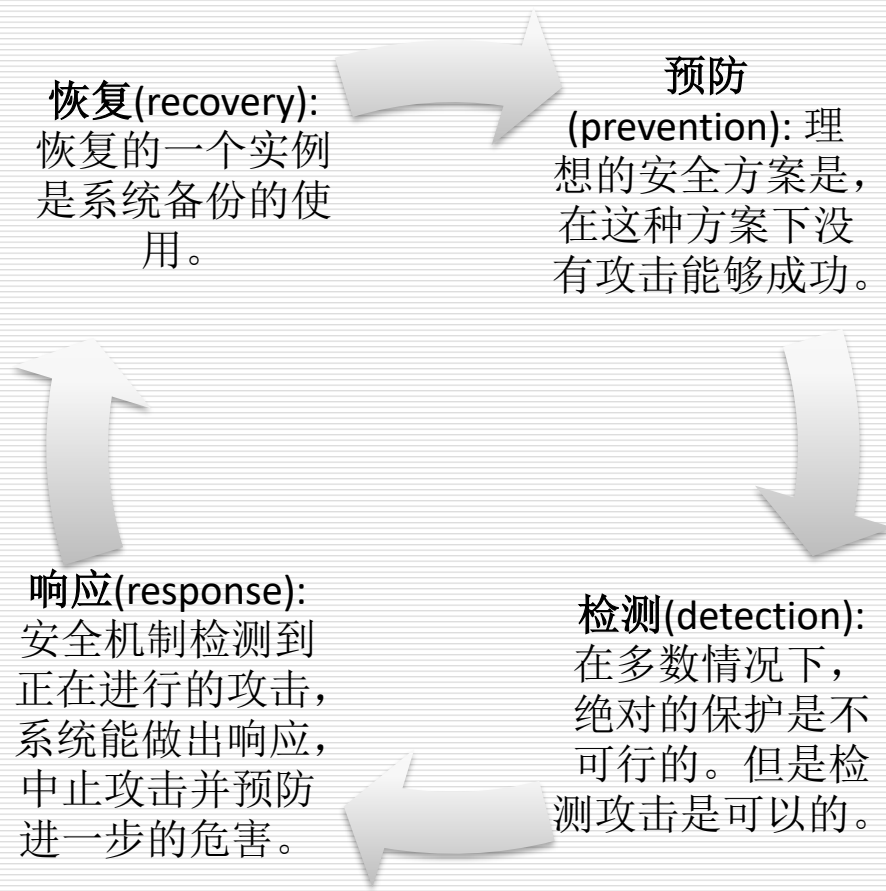 恢复(recovery):
恢复的一个实例
是系统备份的使
用。
预防
(prevention): 理
想的安全方案是，
在这种方案下没
有攻击能够成功。
检测(detection):
在多数情况下，
绝对的保护是不
可行的。但是检
测攻击是可以的。
响应(response):
安全机制检测到
正在进行的攻击，
系统能做出响应，
中止攻击并预防
进一步的危害。